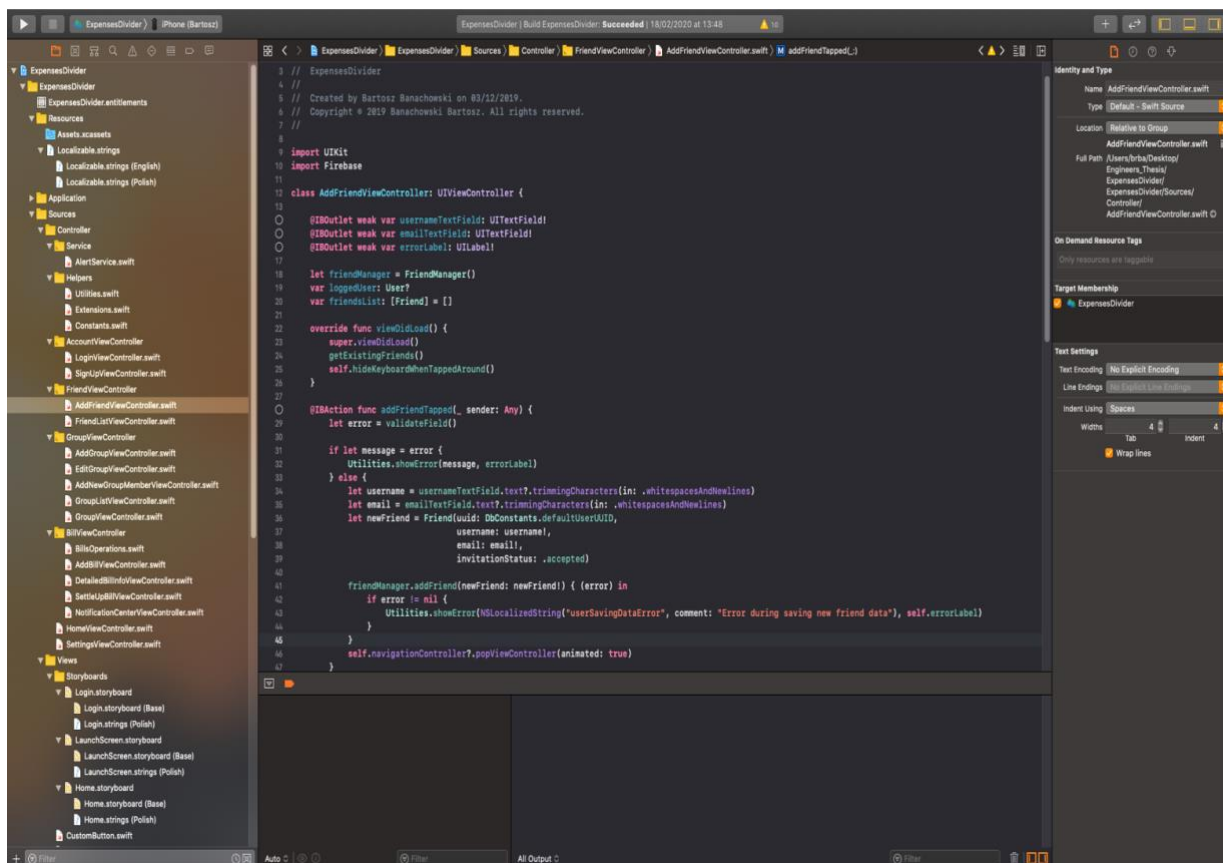 ExpensesDivider
iPhone (Bartosz)
ExpensesDivider | Build ExpensesDivider: Succeeded | 18/02/2020 at 13:48
10
ExpensesDivider
ExpensesDivider
ExpensesDivider.entitlements
Resources
Assets.xcassets
Localizable.strings
Localizable.strings (English)
Localizable.strings (Polish)
Application
Sources
Controller
Service
AlertService.swift
Helpers
Utilities.swift
Extensions.swift
Constants.swift
AccountViewController
LoginViewController.swift
SignUpViewController.swift
FriendViewController
AddFriendViewController.swift
FriendListViewController.swift
GroupViewController
AddGroupViewController.swift
EditGroupViewController.swift
AddNewGroupMemberViewController.swift
GroupListViewController.swift
GroupViewController.swift
BillViewController
BillsOperations.swift
AddBillViewController.swift
DetailedBillInfoViewController.swift
SettleUpBillViewController.swift
NotificationCenterViewController.swift
HomeViewController.swift
SettingsViewController.swift
Views
Storyboards
Login.storyboard
Login.storyboard (Base)
Login.strings (Polish)
LaunchScreen.storyboard
LaunchScreen.storyboard (Base)
LaunchScreen.strings (Polish)
Home.storyboard
Home.storyboard (Base)
Home.strings (Polish)
CustomButton.swift
Filter
ExpensesDivider ⟩ ExpensesDivider ⟩ Sources ⟩ Controller ⟩ FriendViewController ⟩ AddFriendViewController.swift ⟩ M addFriendTapped(_:)
3 // ExpensesDivider
4 //
5 // Created by Bartosz Banachowski on 03/12/2019.
6 // Copyright © 2019 Banachowski Bartosz. All rights reserved.
7 //
8
9 import UIKit
10 import Firebase
11
12 class AddFriendViewController: UIViewController {
13
@IBOutlet weak var usernameTextField: UITextField!
@IBOutlet weak var emailTextField: UITextField!
@IBOutlet weak var errorLabel: UILabel!
17
18 let friendManager = FriendManager()
19 var loggedUser: User?
20 var friendsList: [Friend] = []
21
22 override func viewDidLoad() {
23 super.viewDidLoad()
24 getExistingFriends()
25 self.hideKeyboardWhenTappedAround()
26 }
27
@IBAction func addFriendTapped(_ sender: Any) {
29 let error = validateField()
30
31 if let message = error {
32 Utilities.showError(message, errorLabel)
33 } else {
34 let username = usernameTextField.text?.trimmingCharacters(in: .whitespacesAndNewlines)
35 let email = emailTextField.text?.trimmingCharacters(in: .whitespacesAndNewlines)
36 let newFriend = Friend(uuid: DbConstants.defaultUserUUID,
37 username: username!,
38 email: email!,
39 invitationStatus: .accepted)
40
41 friendManager.addFriend(newFriend: newFriend!) { (error) in
42 if error != nil {
43 Utilities.showError(NSLocalizedString("userSavingDataError", comment: "Error during saving new friend data"), self.errorLabel)
44 }
45 }
46 self.navigationController?.popViewController(animated: true)
47 }
Auto
Filter
All Output
Filter
Identity and Type
Name AddFriendViewController.swift
Type Default - Swift Source
Location Relative to Group
AddFriendViewController.swift
Full Path /Users/brba/Desktop/
Engineers_Thesis/
ExpensesDivider/
ExpensesDivider/Sources/
Controller/
AddFriendViewController.swift
On Demand Resource Tags
Only resources are taggable
Target Membership
ExpensesDivider
Text Settings
Text Encoding No Explicit Encoding
Line Endings No Explicit Line Endings
Indent Using Spaces
Widths 4 4
Tab Indent
Wrap lines